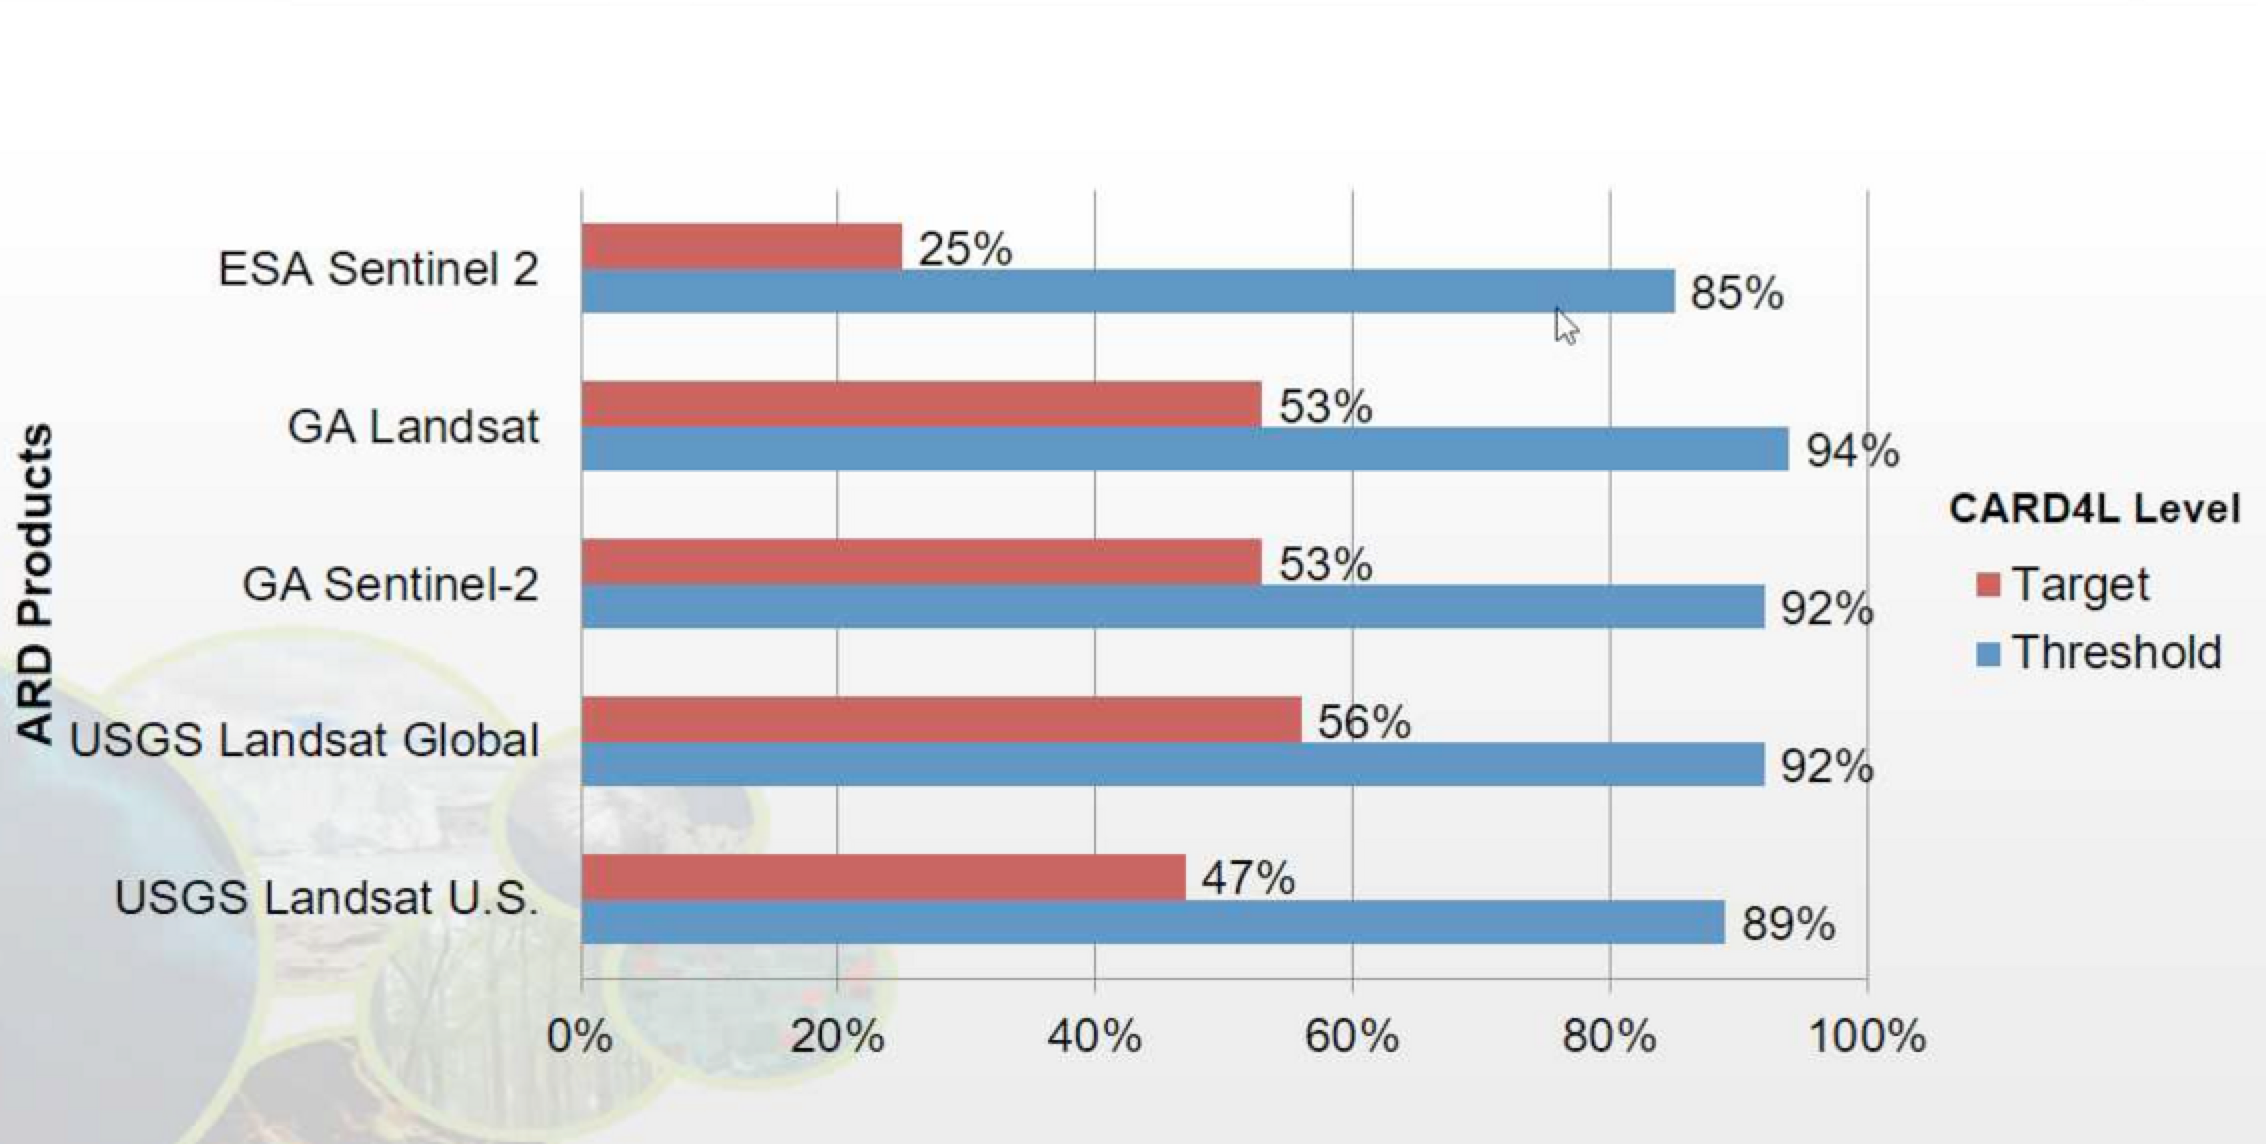 ESA Sentinel 2
25%
85%
GA Landsat
53%
94%
GA Sentinel-2
53%
92%
USGS Landsat Global
56%
92%
USGS Landsat U.S.
47%
89%
0% 20% 40% 60% 80% 100%
ARD Products
CARD4L Level
Target
Threshold